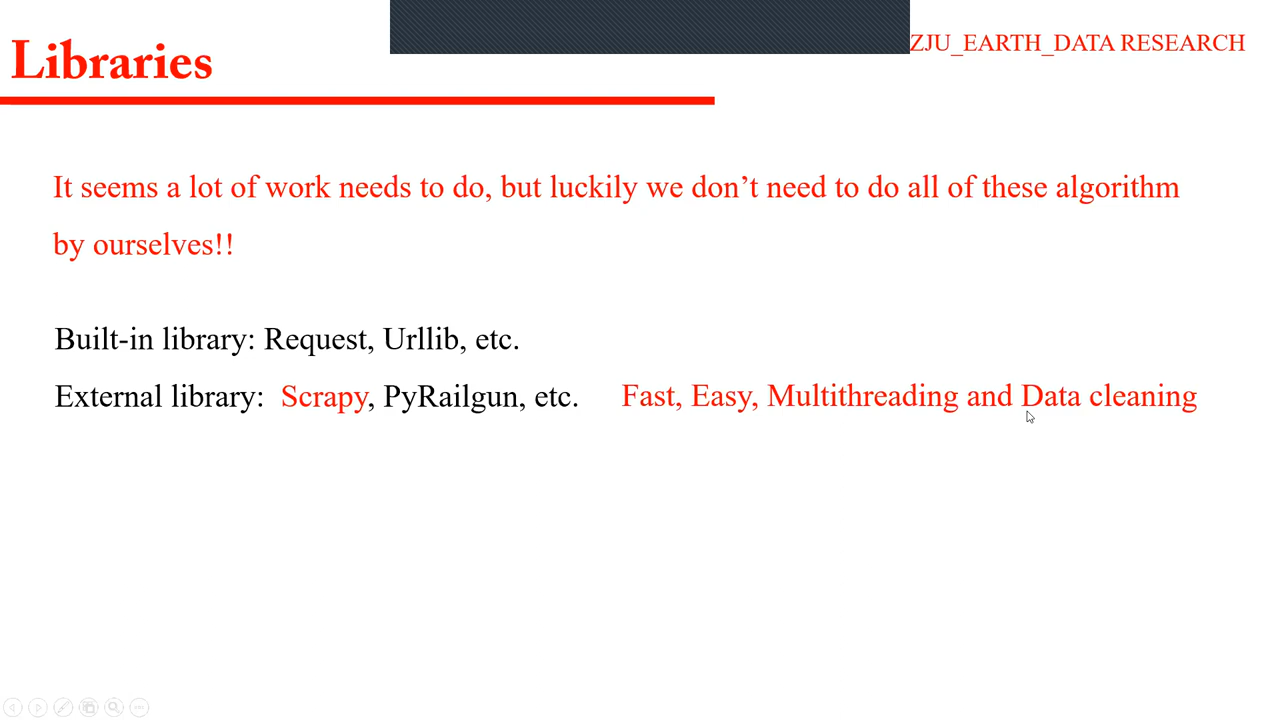 Libraries
ZJU_EARTH_DATA RESEARCH
It seems a lot of work needs to do, but luckily we don’t need to do all of these algorithm
by ourselves!!
Built-in library: Request, Urllib, etc.
External library: Scrapy, PyRailgun, etc. Fast, Easy, Multithreading and Data cleaning